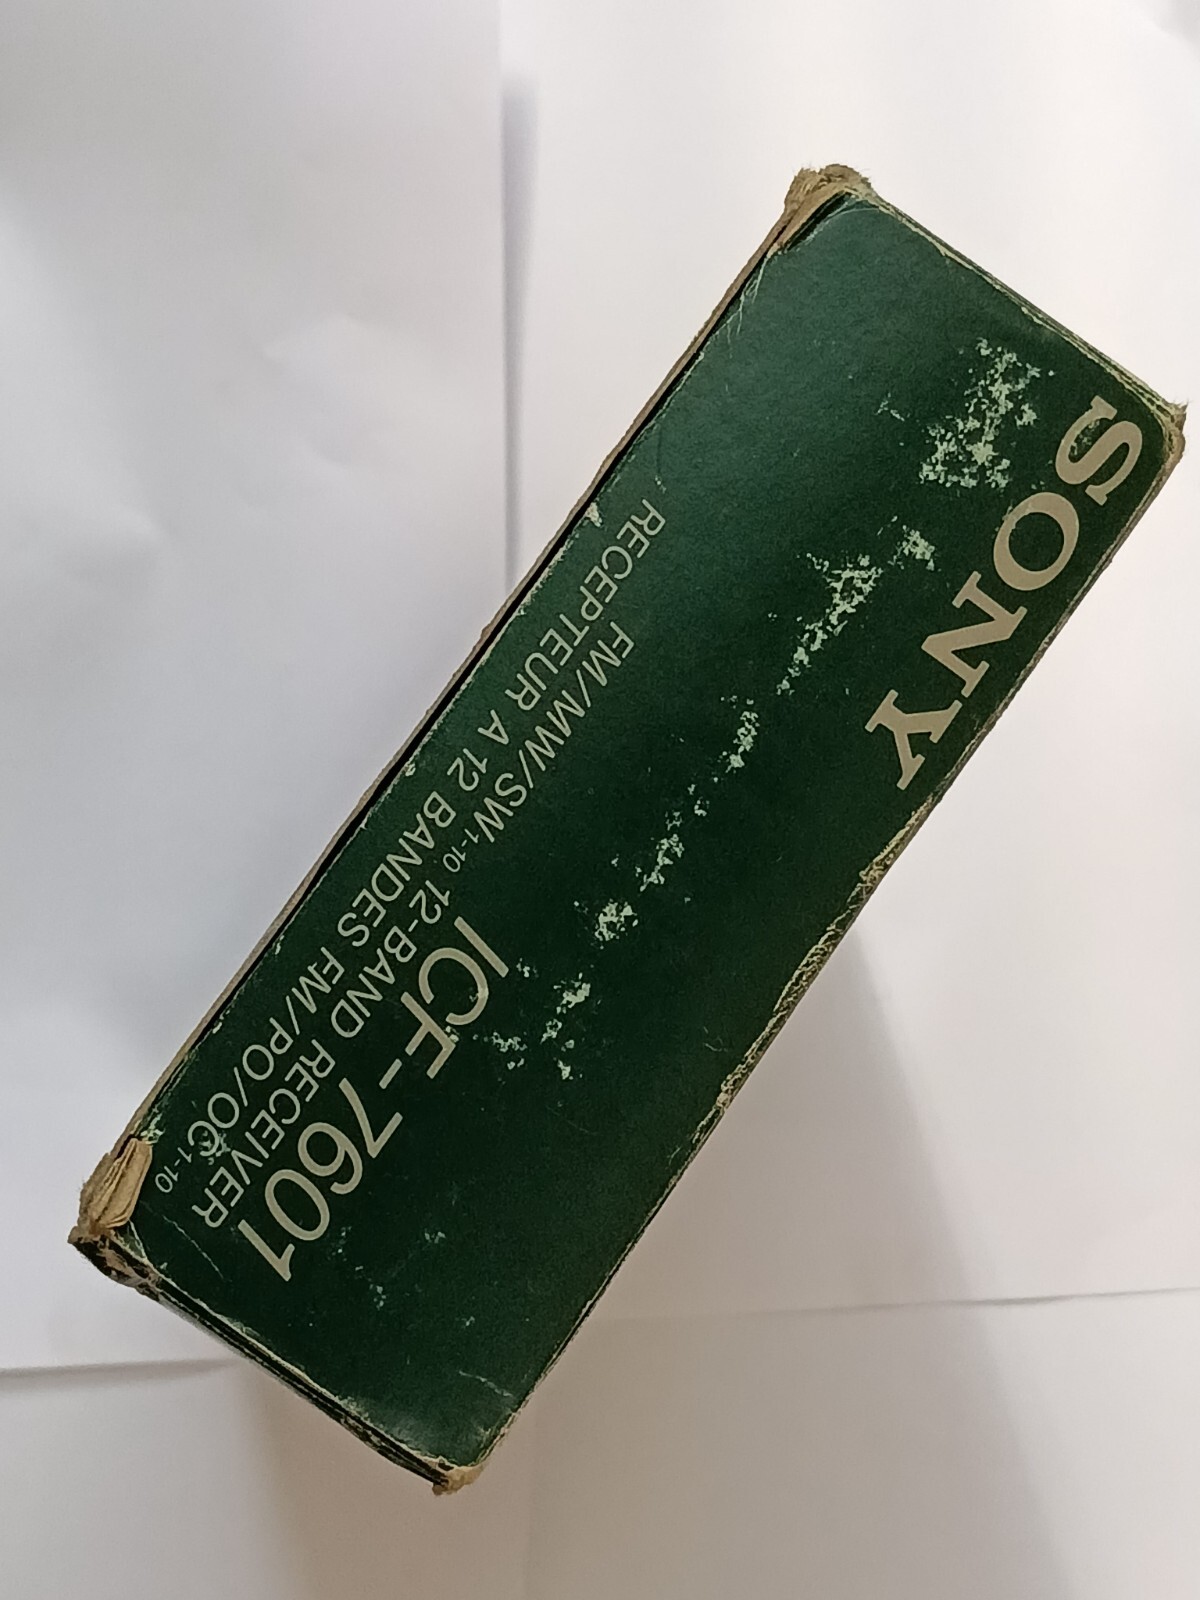 SONY
ICF-7601
FM/MW/SW1-10 12-BAND RECEIVER
RECEPTEUR A 12 BANDES FM/PO/OC1-10